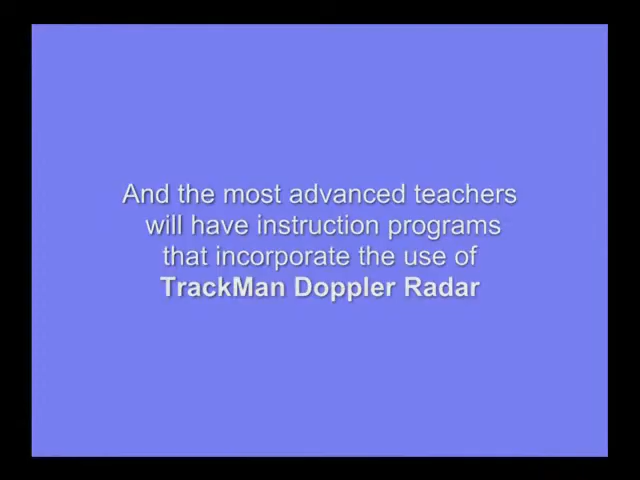 And the most advanced teachers
will have instruction programs
that incorporate the use of
TrackMan Doppler Radar